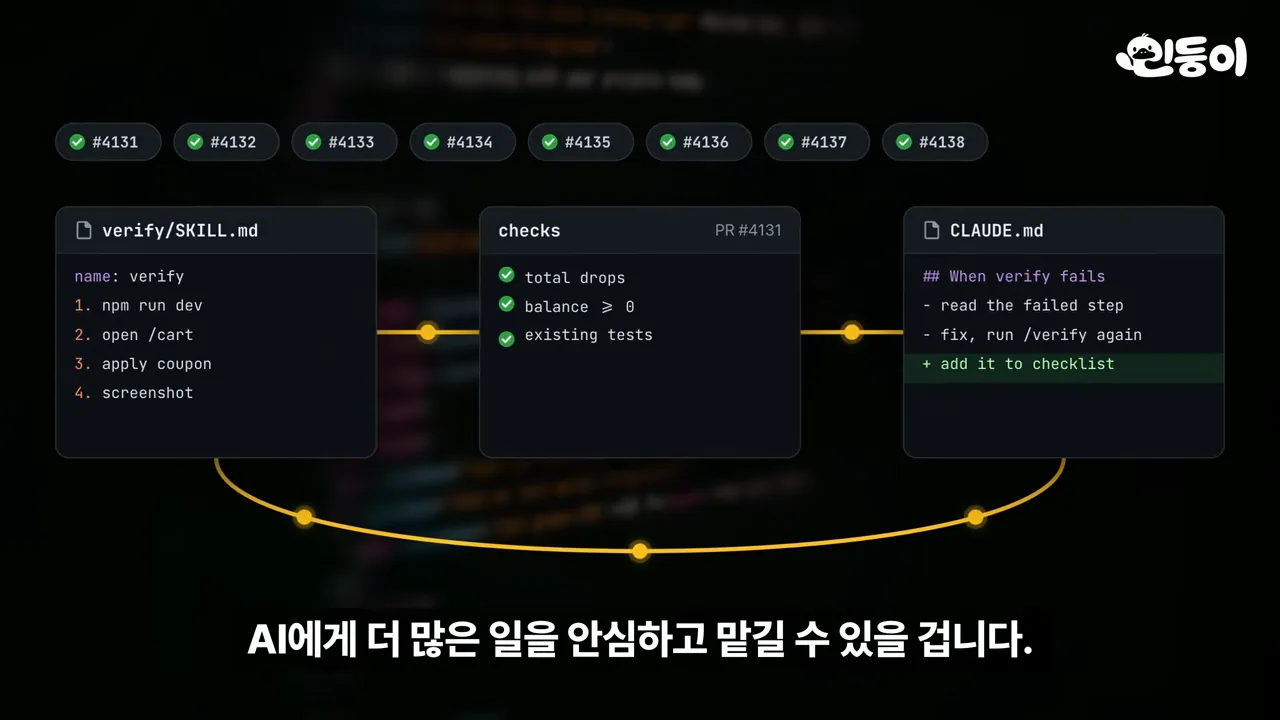 인둥이
#4131 #4132 #4133 #4134 #4135 #4136 #4137 #4138
verify/SKILL.md
name: verify
1. npm run dev
2. open /cart
3. apply coupon
4. screenshot
checks PR #4131
total drops
balance ⩾ 0
existing tests
CLAUDE.md
## When verify fails
- read the failed step
- fix, run /verify again
+ add it to checklist
AI에게 더 많은 일을 안심하고 맡길 수 있을 겁니다.